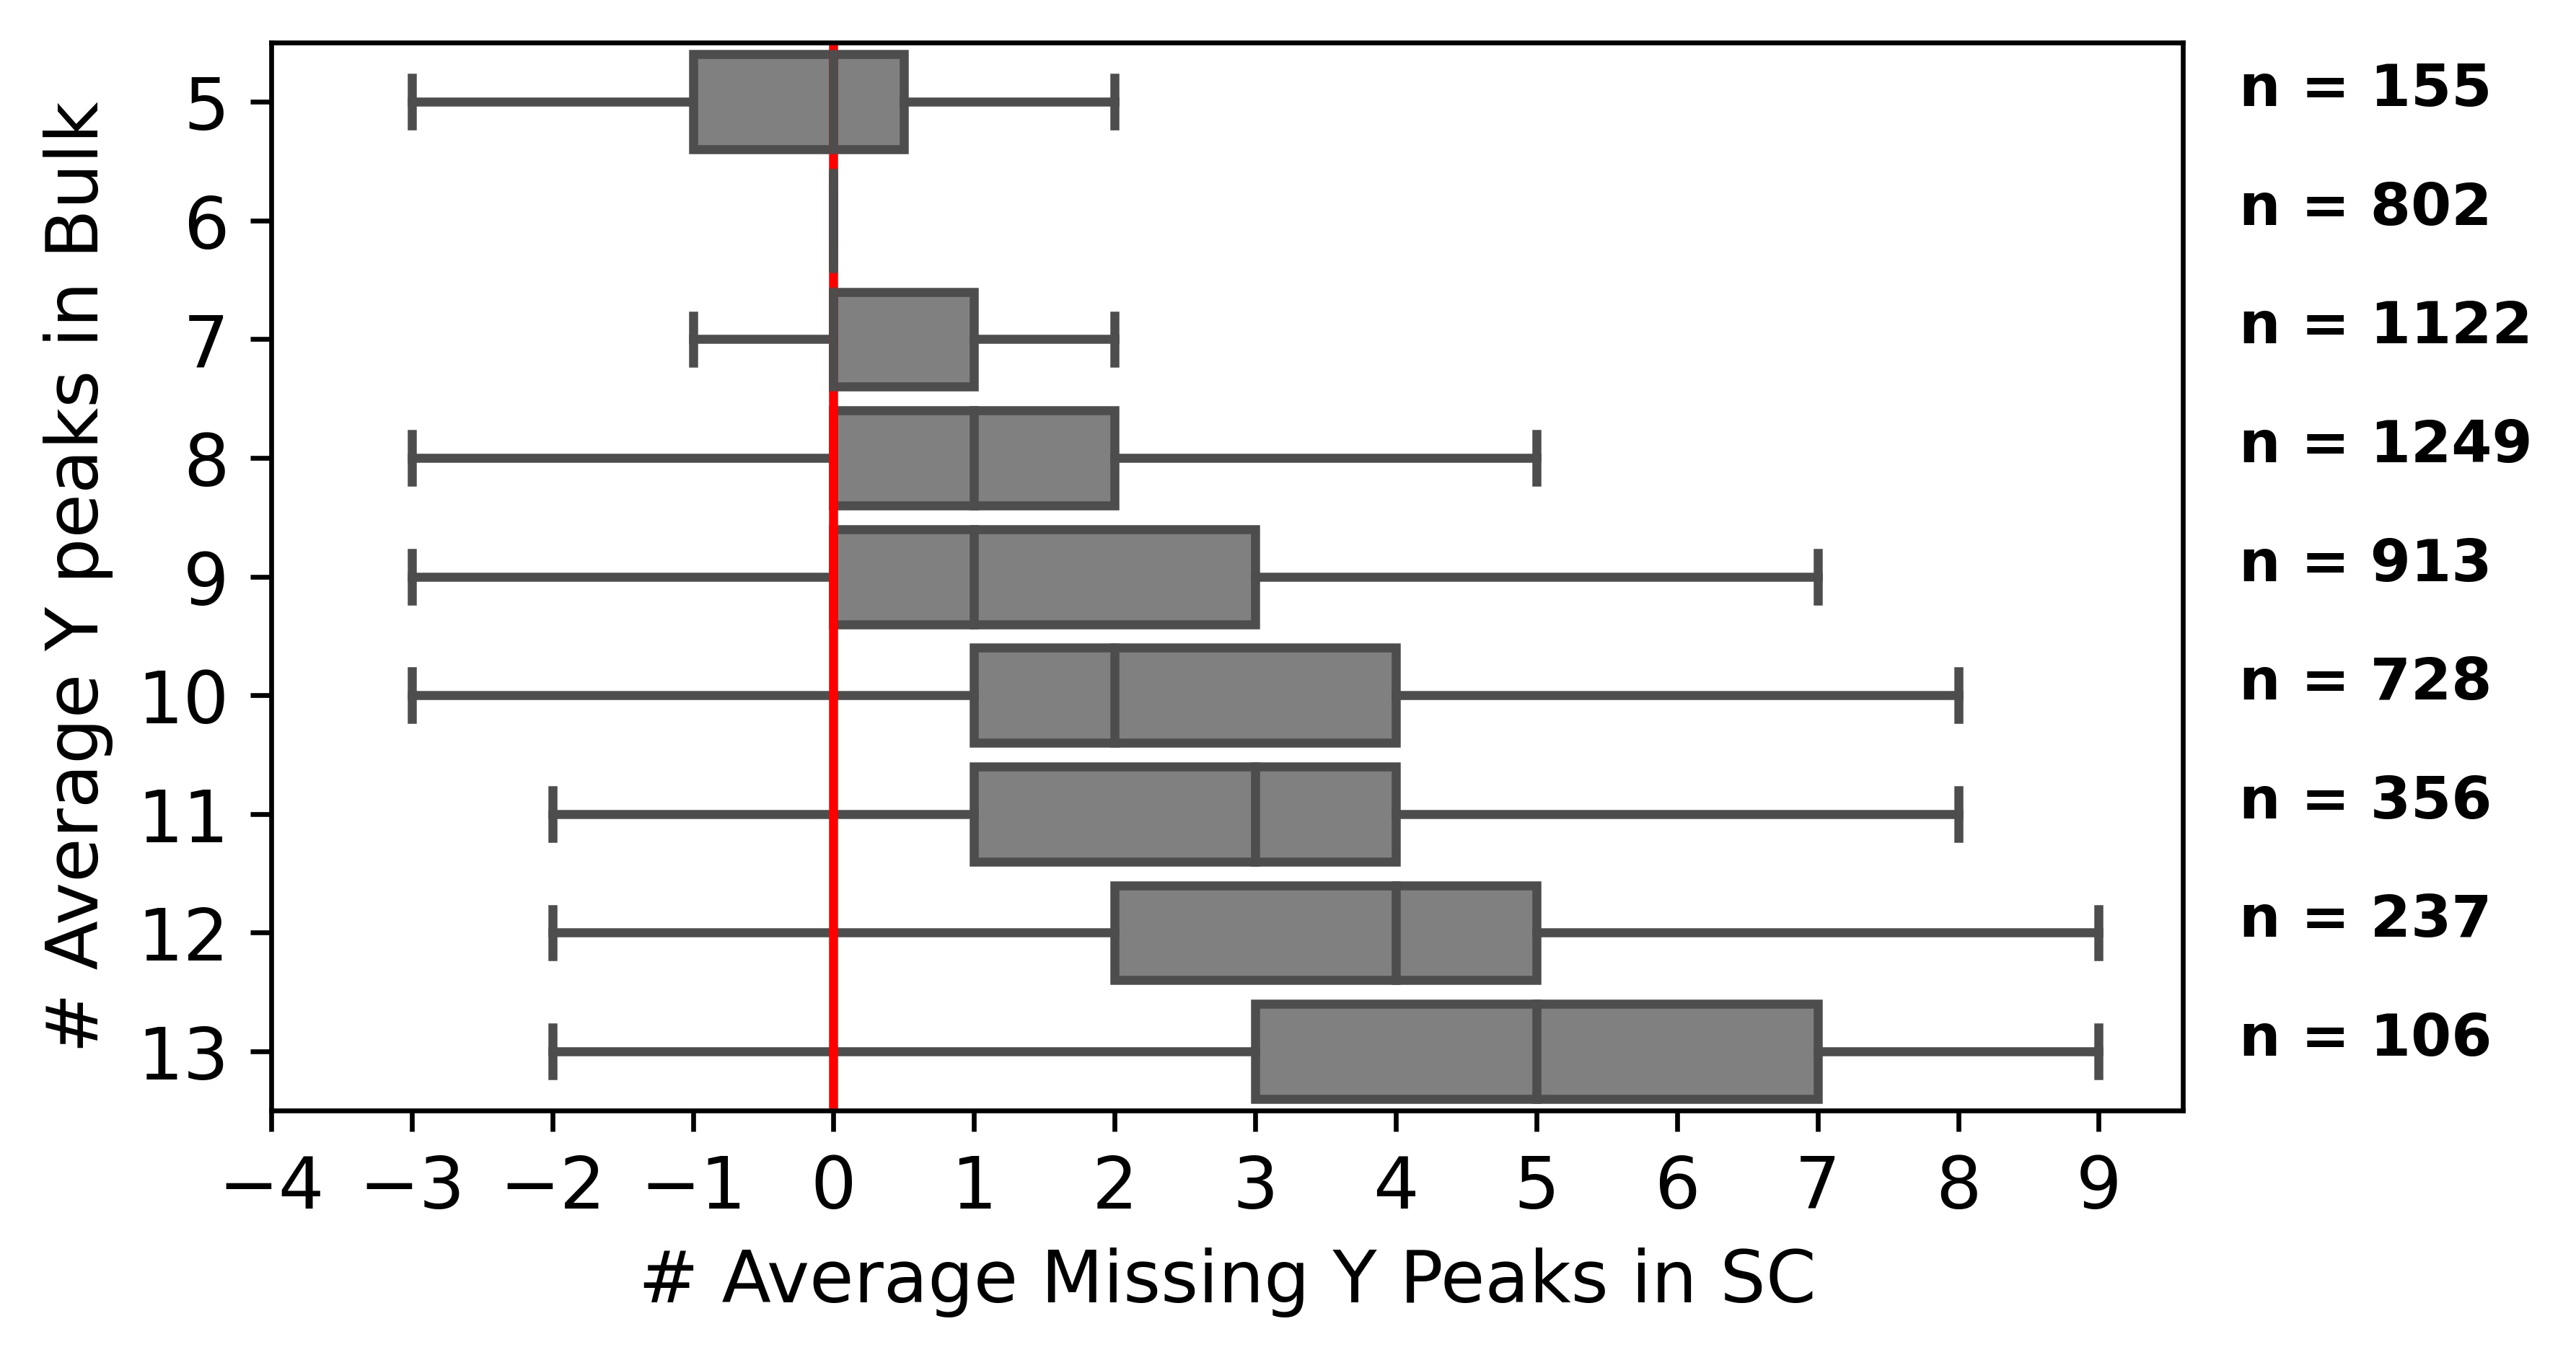 # Average Y peaks in Bulk
5
n = 155
6
n = 802
7
n = 1122
8
n = 1249
9
n = 913
10
n = 728
11
n = 356
12
n = 237
13
n = 106
−4 −3 −2 −1 0 1 2 3 4 5 6 7 8 9
# Average Missing Y Peaks in SC